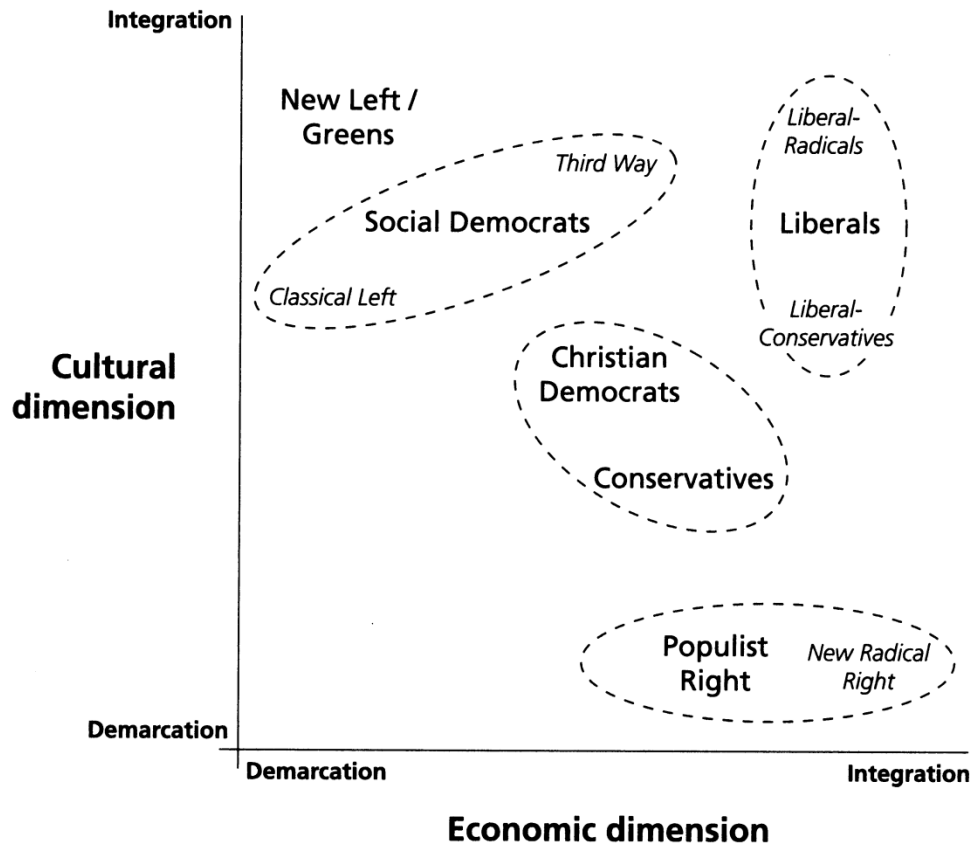 Integration
New Left /
Greens
Liberal-
Radicals
Third Way
Social Democrats
Liberals
Classical Left
Liberal-
Conservatives
Cultural
dimension
Christian
Democrats
Conservatives
Populist
Right
New Radical
Right
Demarcation
Demarcation
Integration
Economic dimension